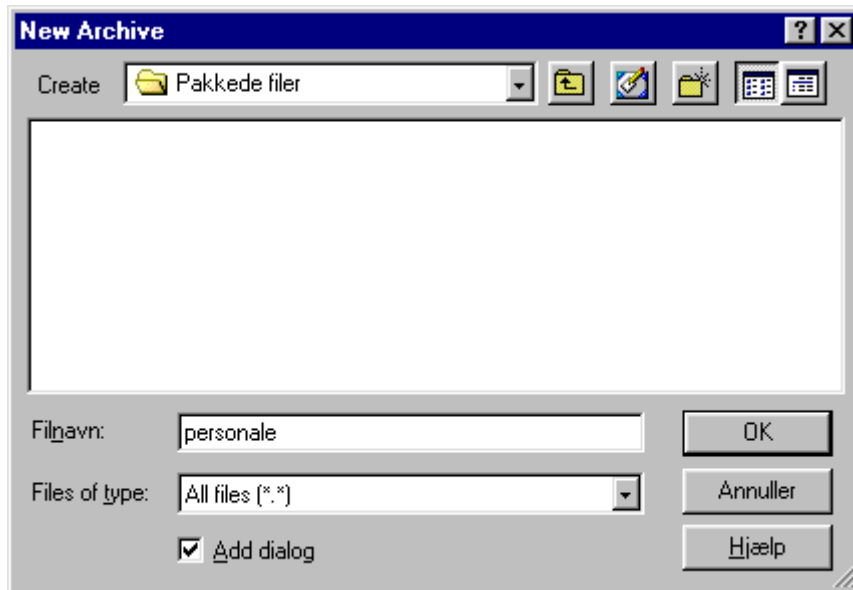 New Archive
Create Pakkede filer
Filnavn: personale OK
Files of type: All files (*.*) Annuller
Add dialog Hjælp